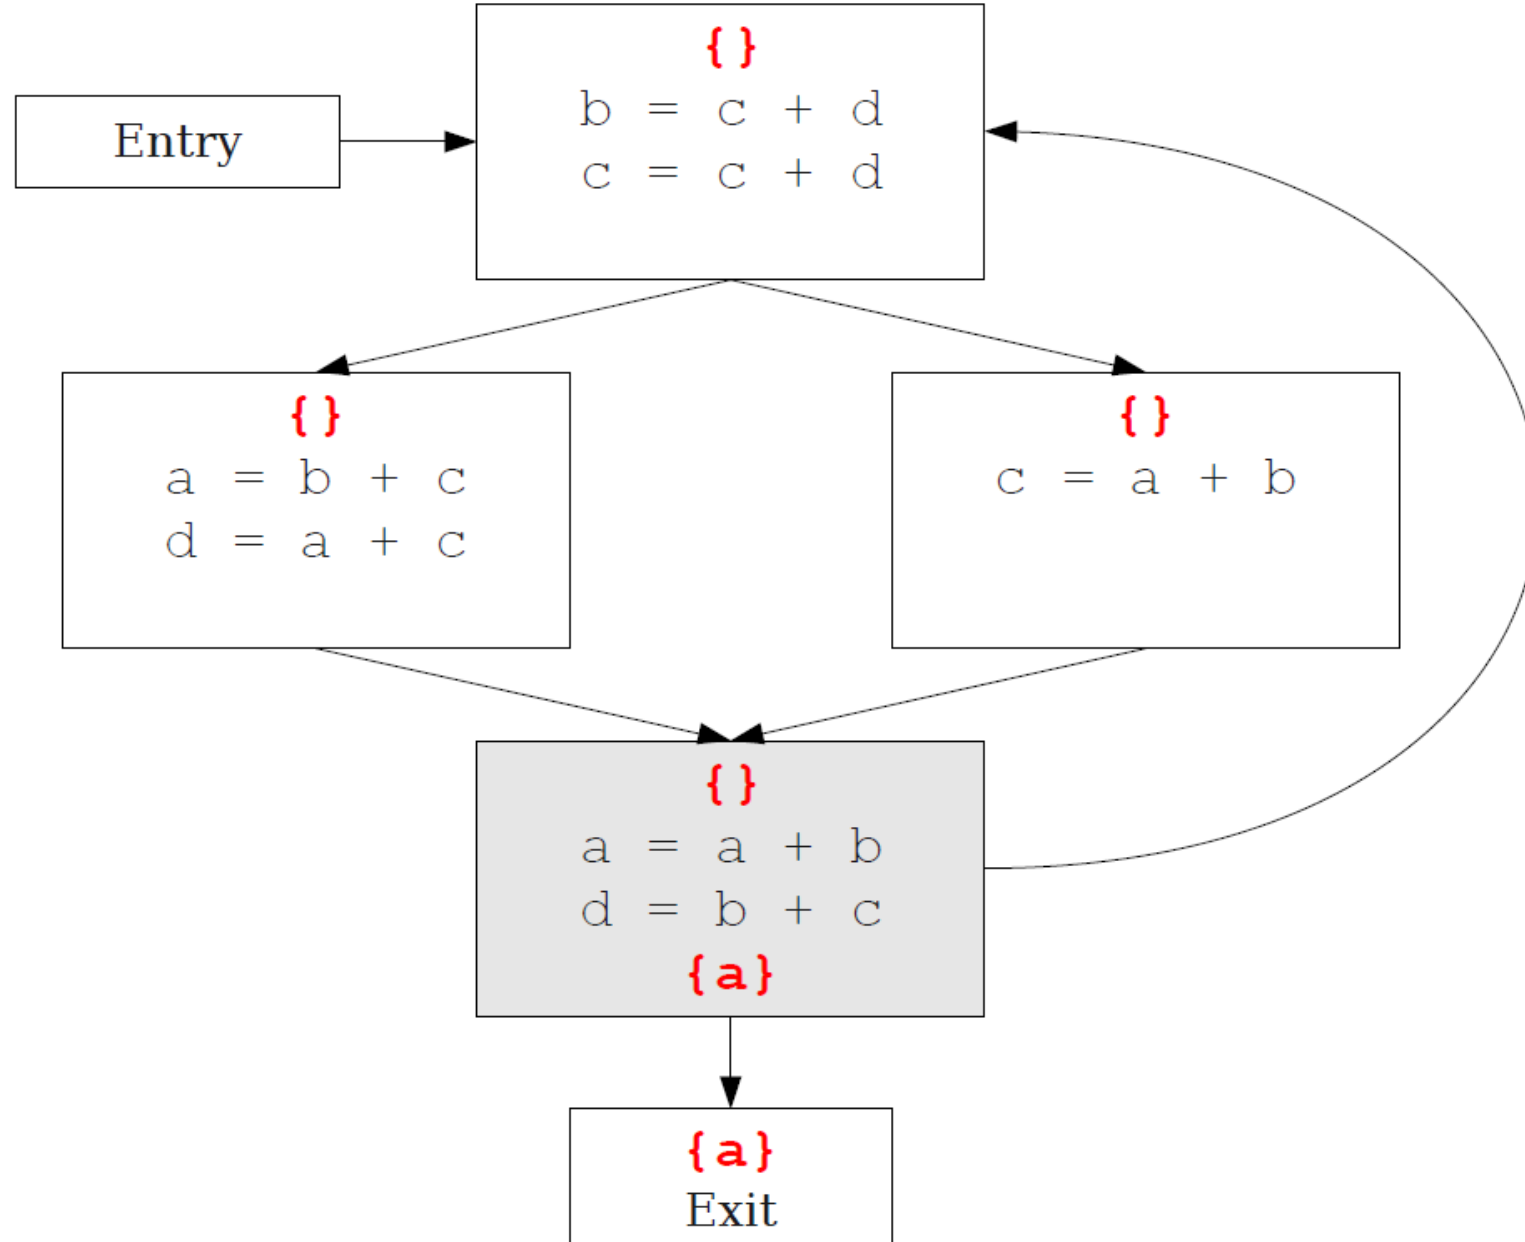 {}
b = c + d
c = c + d
Entry
{}
a = b + c
d = a + c
{}
c = a + b
{}
a = a + b
d = b + c
{a}
{a}
Exit